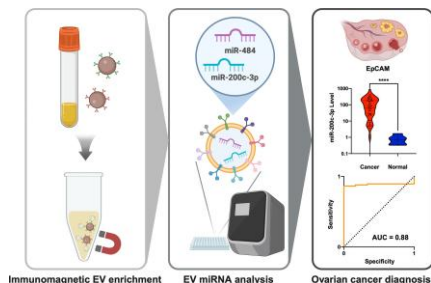 miR-484
miR-200c-3p
EpCAM
****
miR-200c-3p Level
1000
100
10
1
0.1
Cancer
Normal
1
Sensitivity
AUC = 0.88
0
0
1
Specificity
Immunomagnetic EV enrichment
EV miRNA analysis
Ovarian cancer diagnosis